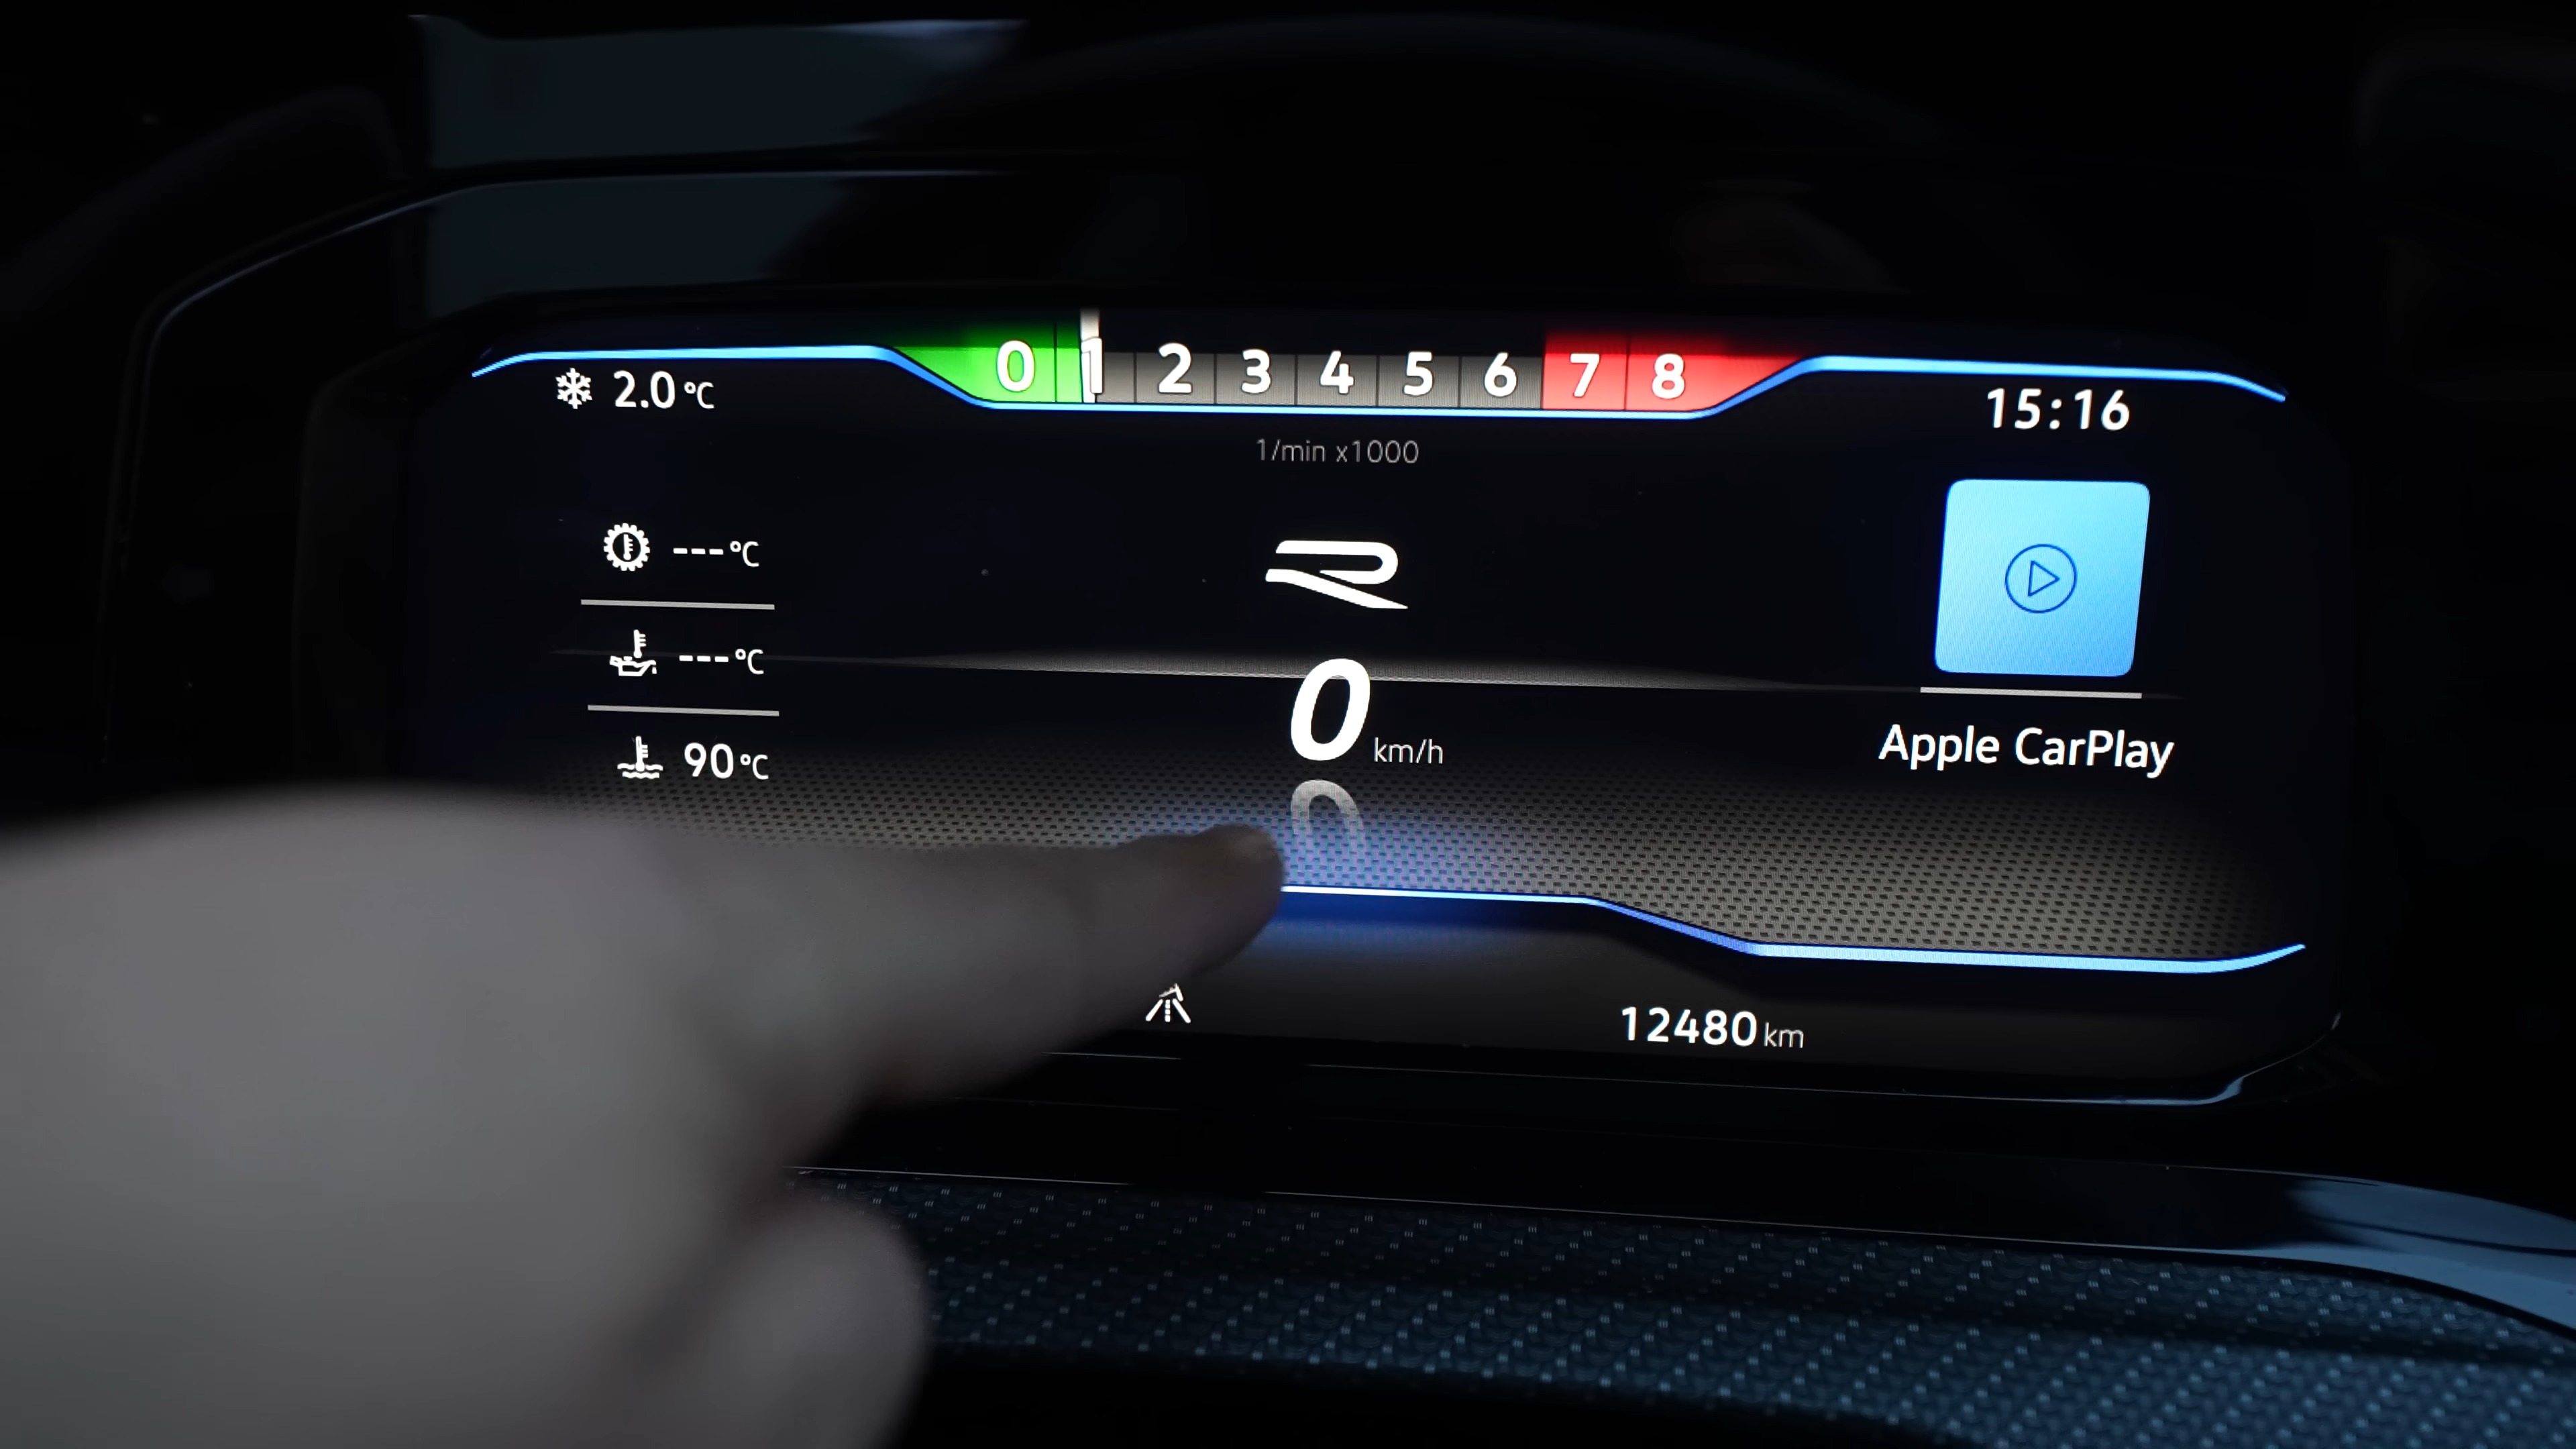 0 1 2 3 4 5 6 7 8
2.0 °C
15:16
1/min x1000
--- °C
--- °C
0 km/h
Apple CarPlay
90 °C
12480 km